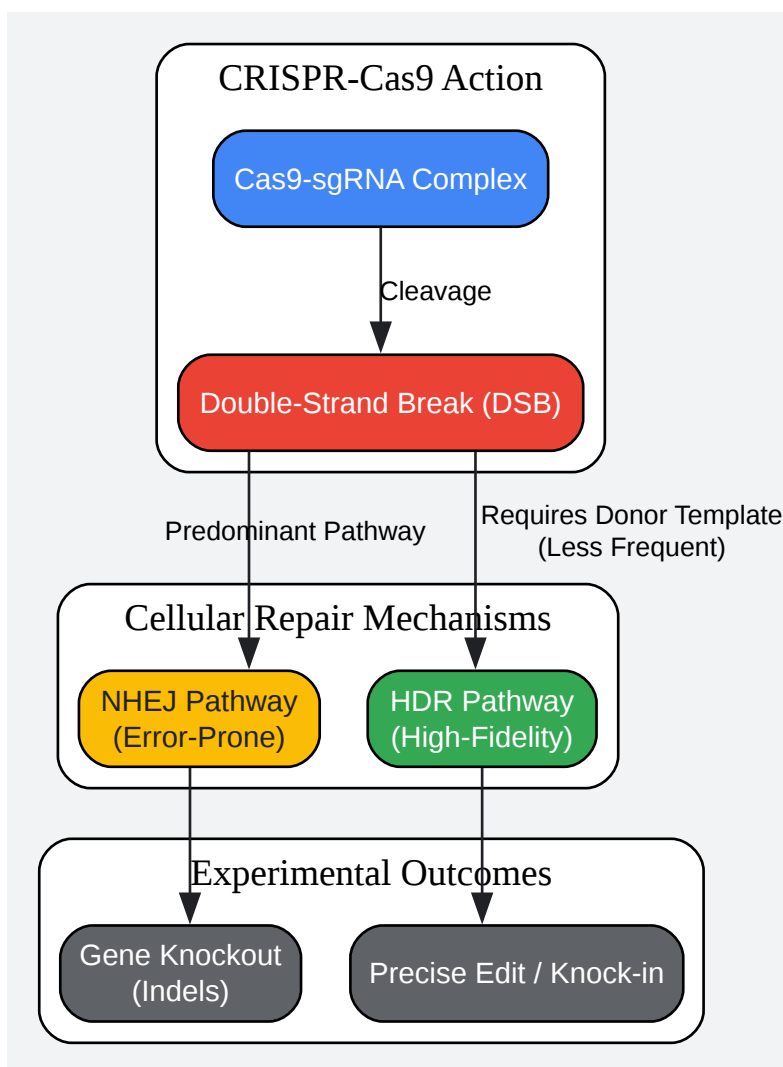 CRISPR-Cas9 Action
Cas9-sgRNA Complex
Cleavage
Double-Strand Break (DSB)
Predominant Pathway
Requires Donor Template
(Less Frequent)
Cellular Repair Mechanisms
NHEJ Pathway
(Error-Prone)
HDR Pathway
(High-Fidelity)
Experimental Outcomes
Gene Knockout
(Indels)
Precise Edit / Knock-in